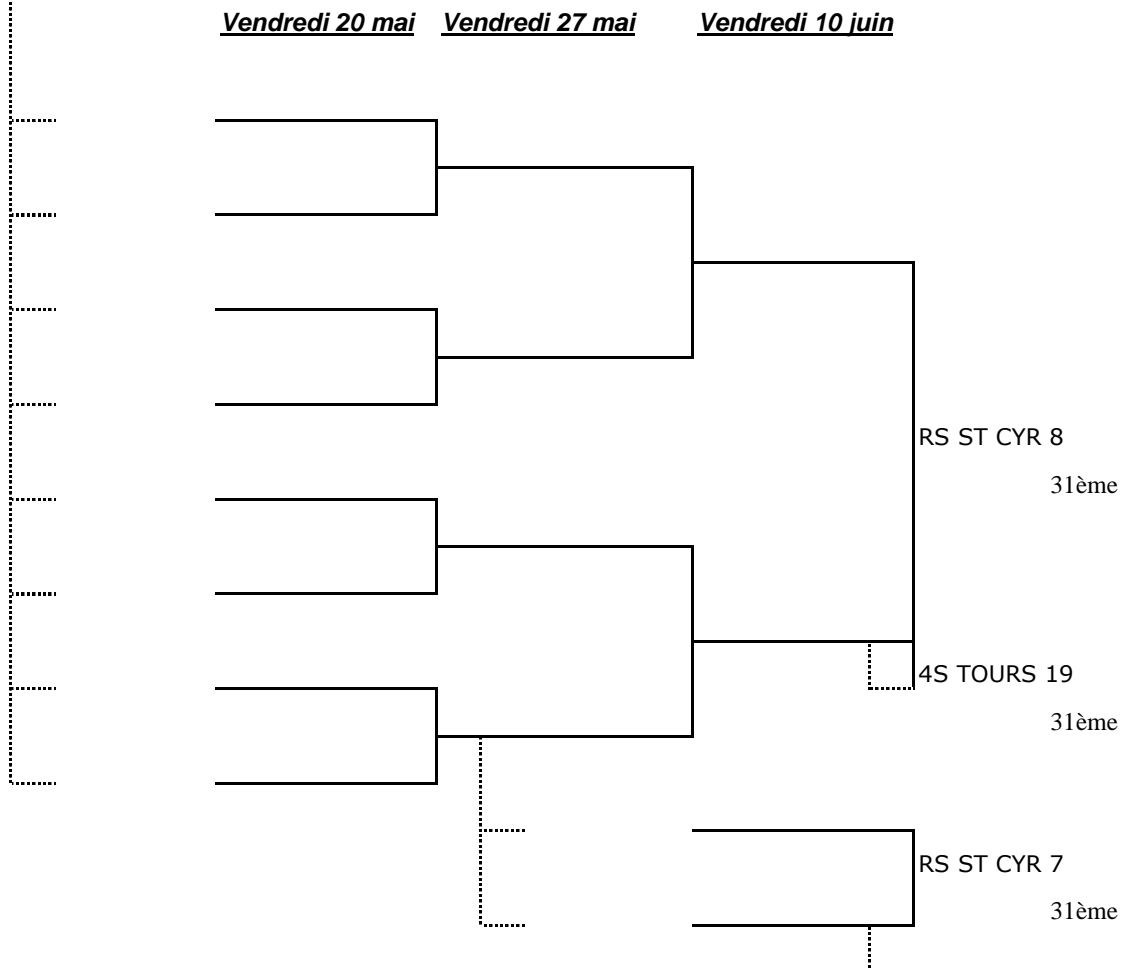 Vendredi 20 mai Vendredi 27 mai Vendredi 10 juin
RS ST CYR 8
31ème
4S TOURS 19
31ème
RS ST CYR 7
31ème